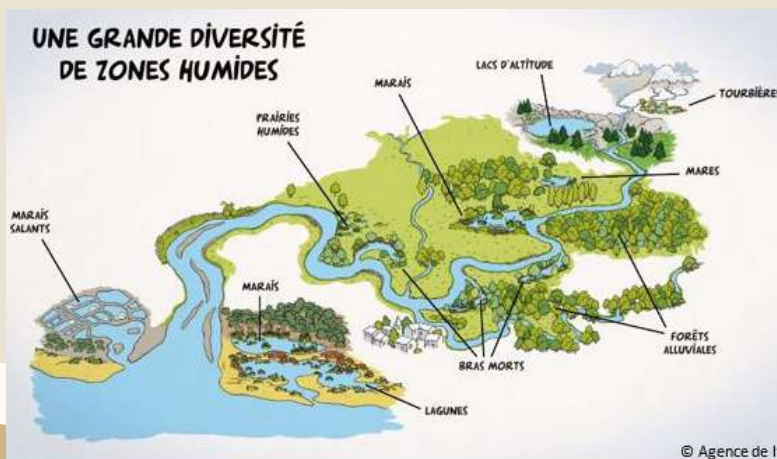 UNE GRANDE DIVERSITÉ
DE ZONES HUMIDES
LACS D'ALTITUDE
TOURBIÈRES
MARAIS
PRAIRIES
HUMIDES
MARES
MARAIS
SALANTS
MARAIS
FORÊTS
ALLUVIALES
BRAS MORTS
LAGUNES
© Agence de l